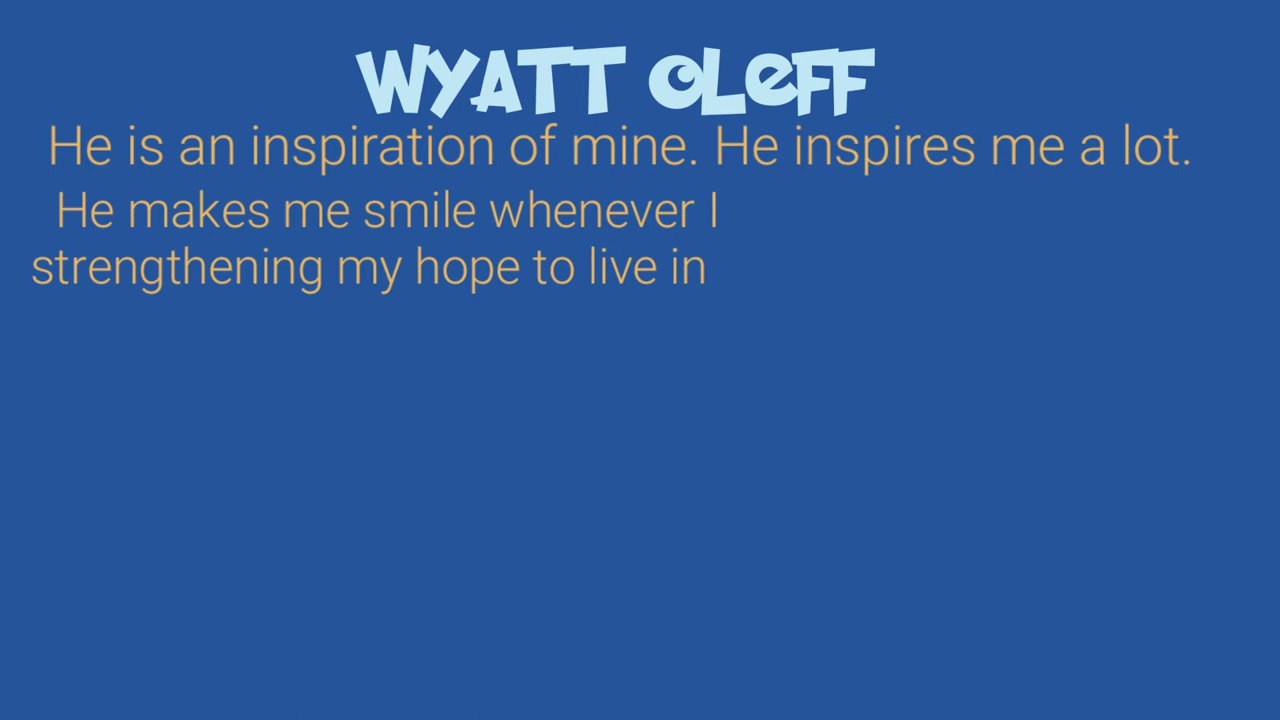 WYATT OLeFF
He is an inspiration of mine. He inspires me a lot.
He makes me smile whenever I
strengthening my hope to live in